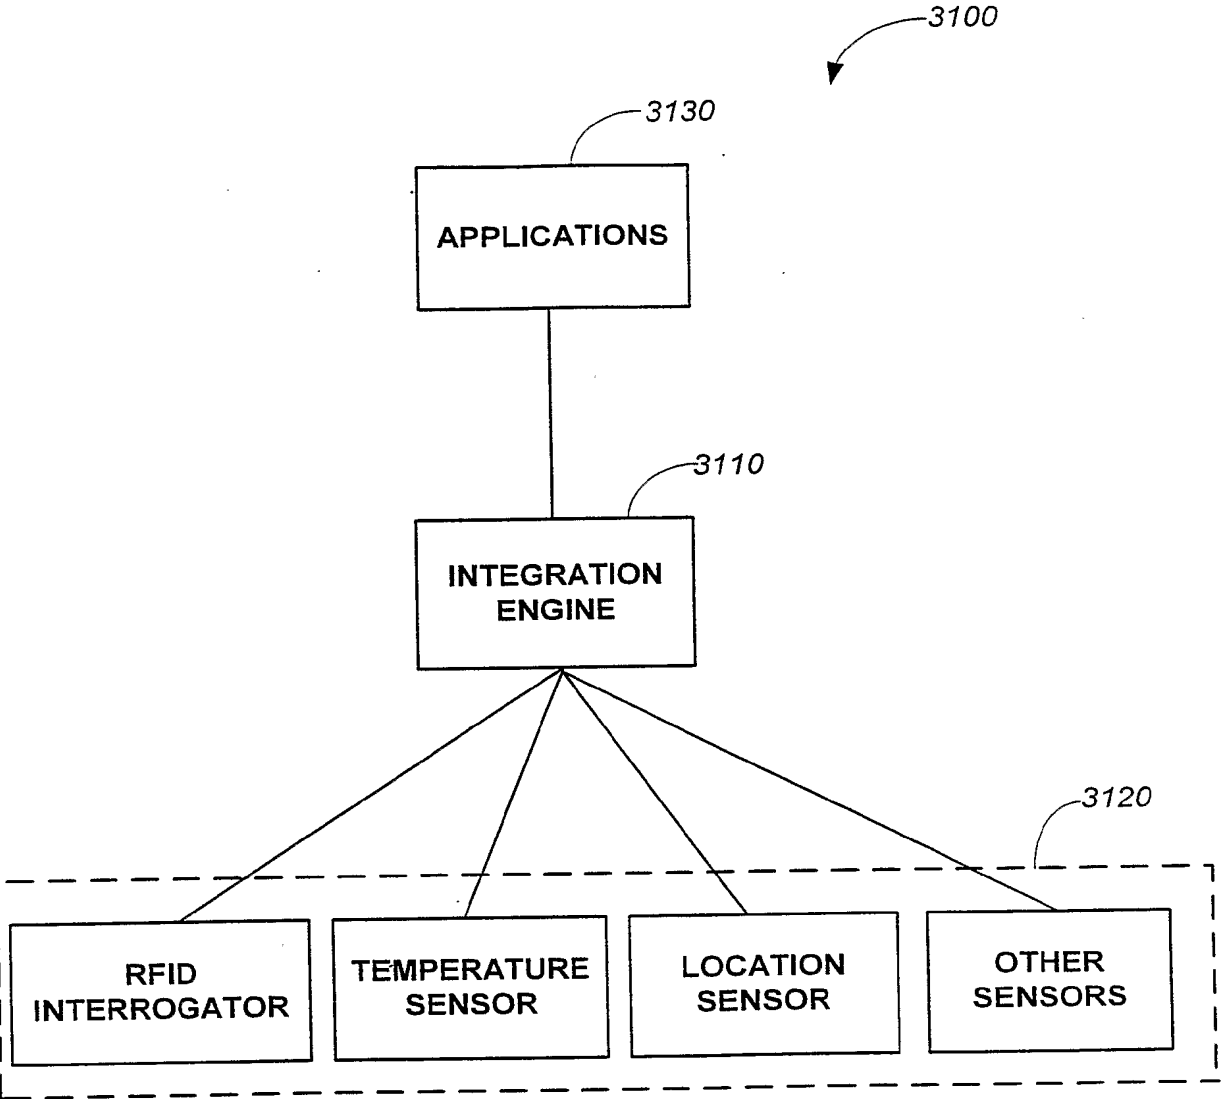 3100
3130
APPLICATIONS
3110
INTEGRATION
ENGINE
3120
RFID
INTERROGATOR
TEMPERATURE
SENSOR
LOCATION
SENSOR
OTHER
SENSORS